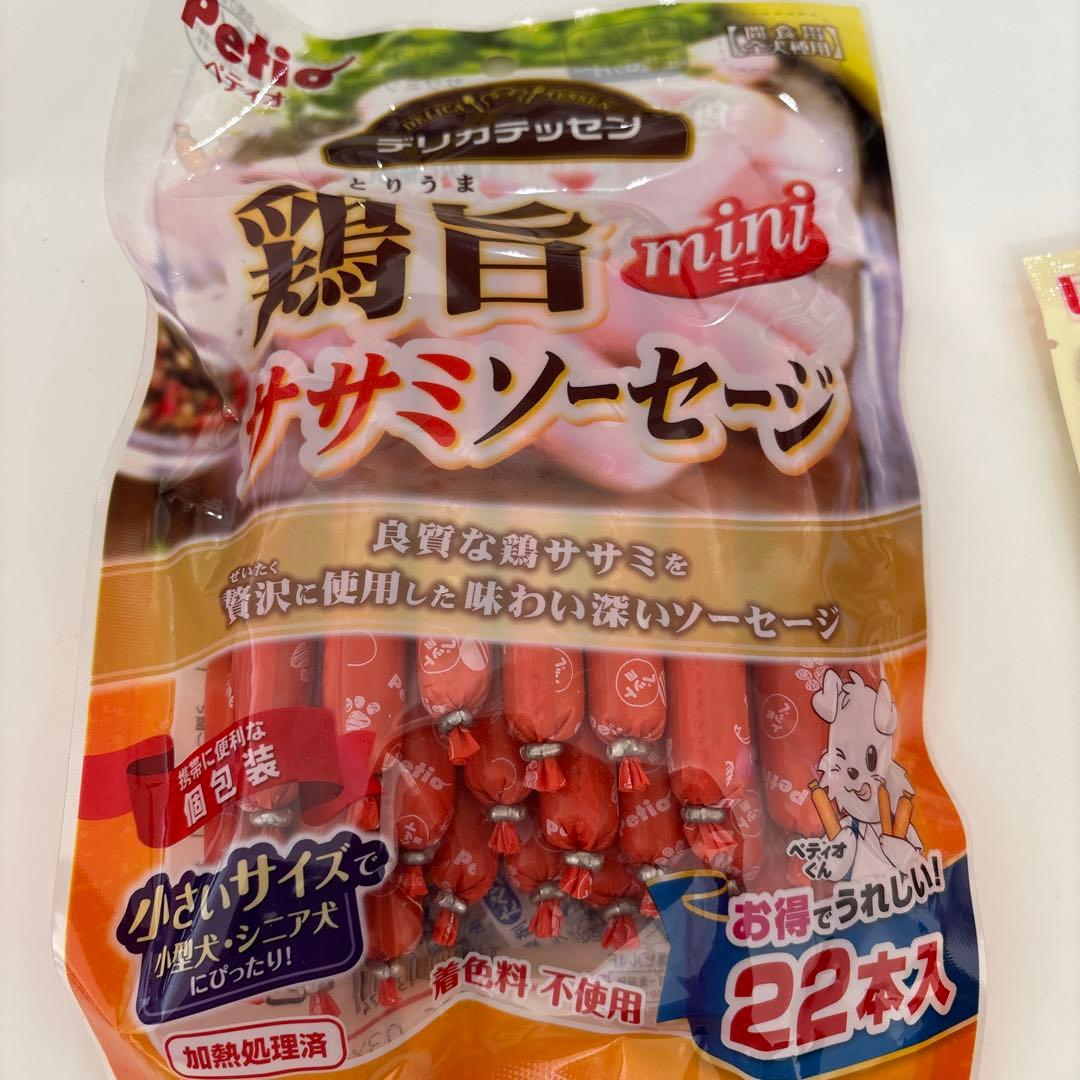 Petio
ペティオ
【間食用】
【全犬種用】
DELICA TESSEN
デリカテッセン
とりうま
鶏旨
mini
ミニ
ササミソーセージ
良質な鶏ササミを
ぜいたく
贅沢に使用した味わい深いソーセージ
携帯に便利な
個包装
小さいサイズで
小型犬・シニア犬
にぴったり!
ペティオ
くん
お得でうれしい!
22本入
着色料 不使用
加熱処理済